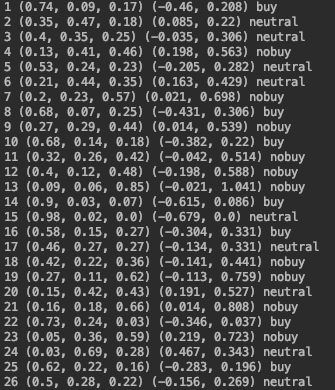 1 (0.74, 0.09, 0.17) (-0.46, 0.208) buy
2 (0.35, 0.47, 0.18) (0.085, 0.22) neutral
3 (0.4, 0.35, 0.25) (-0.035, 0.306) neutral
4 (0.13, 0.41, 0.46) (0.198, 0.563) nobuy
5 (0.53, 0.24, 0.23) (-0.205, 0.282) neutral
6 (0.21, 0.44, 0.35) (0.163, 0.429) neutral
7 (0.2, 0.23, 0.57) (0.021, 0.698) nobuy
8 (0.68, 0.07, 0.25) (-0.431, 0.306) buy
9 (0.27, 0.29, 0.44) (0.014, 0.539) nobuy
10 (0.68, 0.14, 0.18) (-0.382, 0.22) buy
11 (0.32, 0.26, 0.42) (-0.042, 0.514) nobuy
12 (0.4, 0.12, 0.48) (-0.198, 0.588) nobuy
13 (0.09, 0.06, 0.85) (-0.021, 1.041) nobuy
14 (0.9, 0.03, 0.07) (-0.615, 0.086) buy
15 (0.98, 0.02, 0.0) (-0.679, 0.0) neutral
16 (0.58, 0.15, 0.27) (-0.304, 0.331) buy
17 (0.46, 0.27, 0.27) (-0.134, 0.331) neutral
18 (0.42, 0.22, 0.36) (-0.141, 0.441) nobuy
19 (0.27, 0.11, 0.62) (-0.113, 0.759) nobuy
20 (0.15, 0.42, 0.43) (0.191, 0.527) neutral
21 (0.16, 0.18, 0.66) (0.014, 0.808) nobuy
22 (0.73, 0.24, 0.03) (-0.346, 0.037) buy
23 (0.05, 0.36, 0.59) (0.219, 0.723) nobuy
24 (0.03, 0.69, 0.28) (0.467, 0.343) neutral
25 (0.62, 0.22, 0.16) (-0.283, 0.196) buy
26 (0.5, 0.28, 0.22) (-0.156, 0.269) neutral